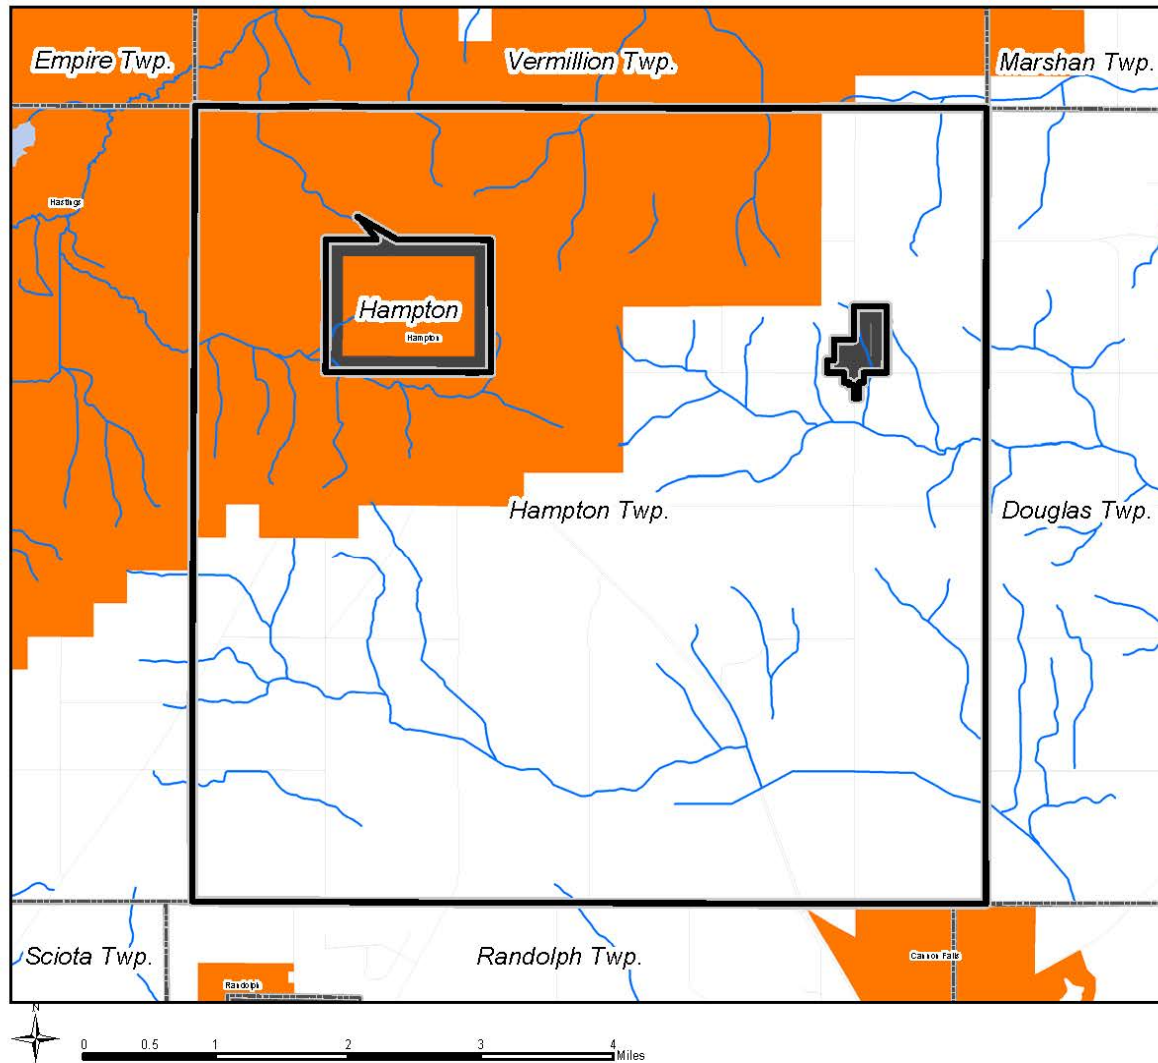 Empire Twp.
Vermillion Twp.
Marshan Twp.
Hastings
Hampton
Hampton
Hampton Twp.
Douglas Twp.
Sciota Twp.
Randolph Twp.
Cannon Falls
Randolph
N
0 0.5 1 2 3 4
Miles